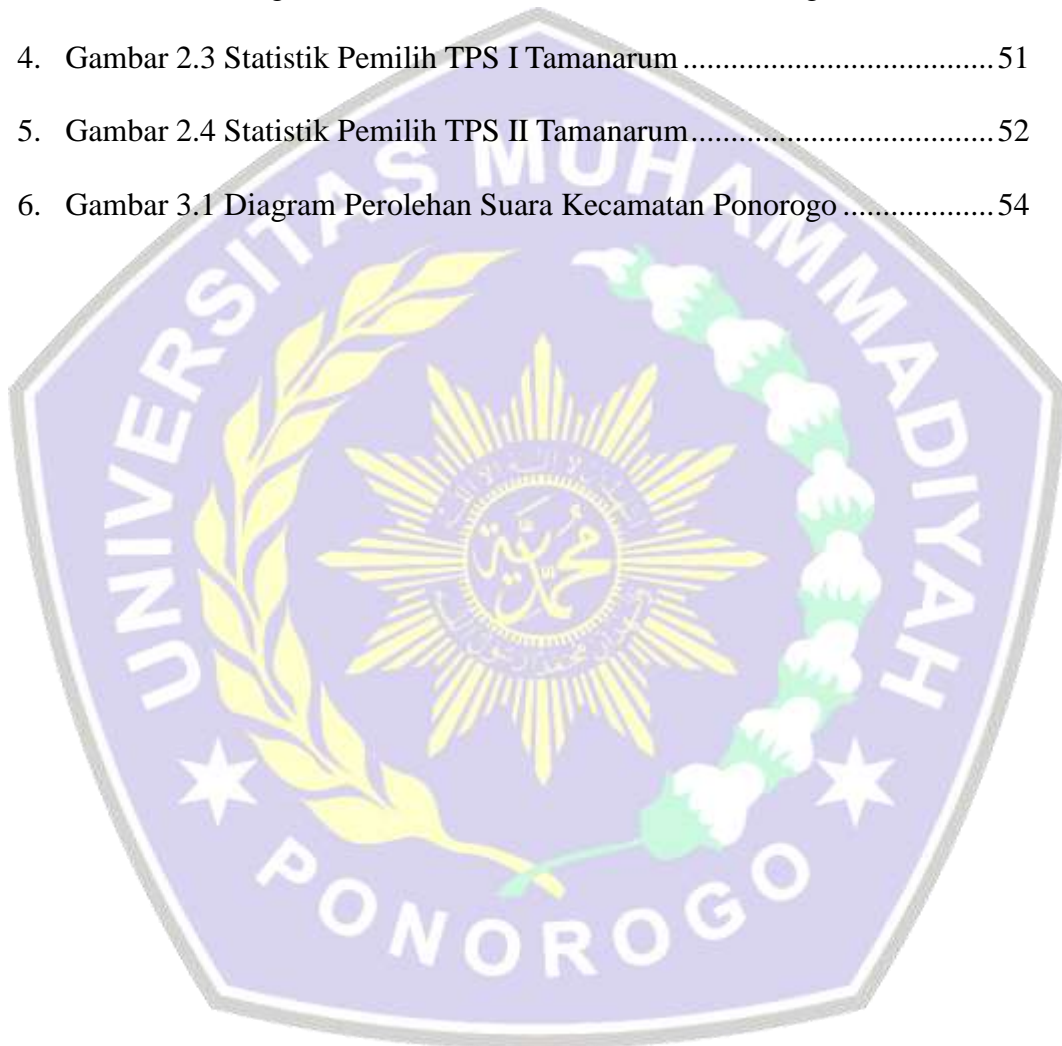 4. Gambar 2.3 Statistik Pemilih TPS I Tamanarum ................................... 51
5. Gambar 2.4 Statistik Pemilih TPS II Tamanarum.................................. 52
6. Gambar 3.1 Diagram Perolehan Suara Kecamatan Ponorogo .................. 54
UNIVERSITAS MUHAMMADIYAH
PONOROGO